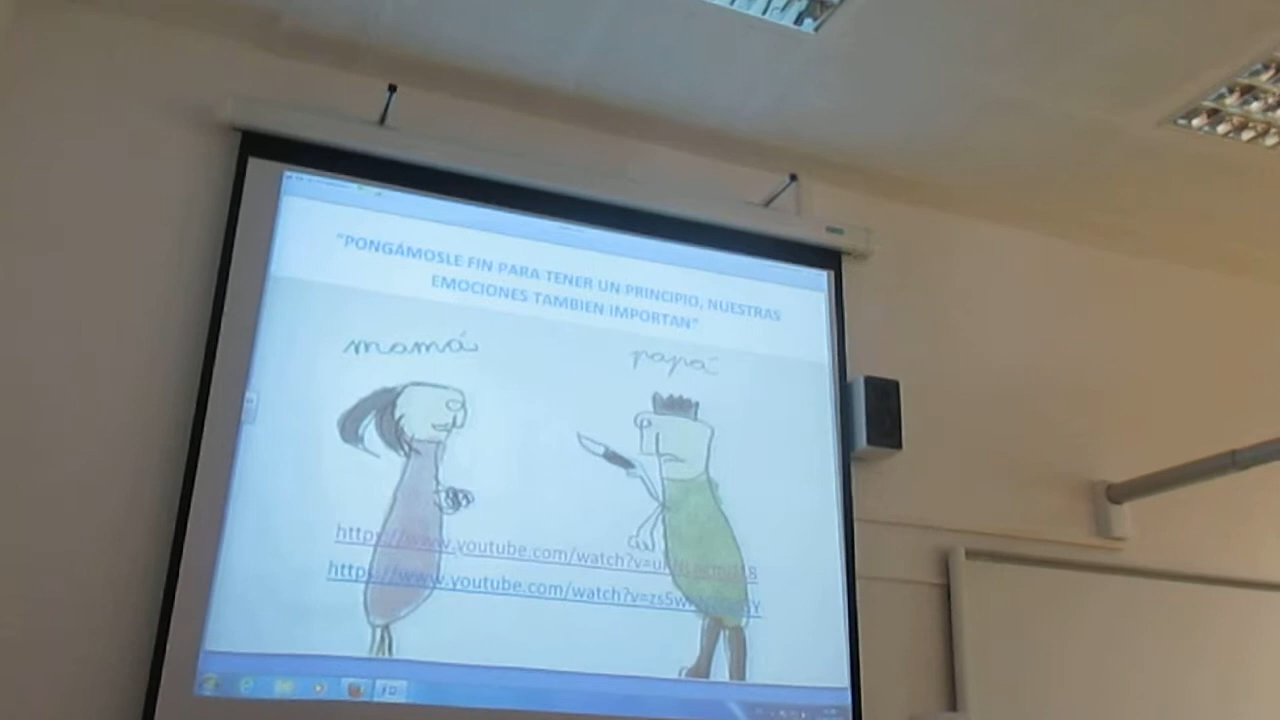 "PONGÁMOSLE FIN PARA TENER UN PRINCIPIO, NUESTRAS
EMOCIONES TAMBIEN IMPORTAN"
mamá
papá
https://www.youtube.com/watch?v=
https://www.youtube.com/watch?v=zs5w